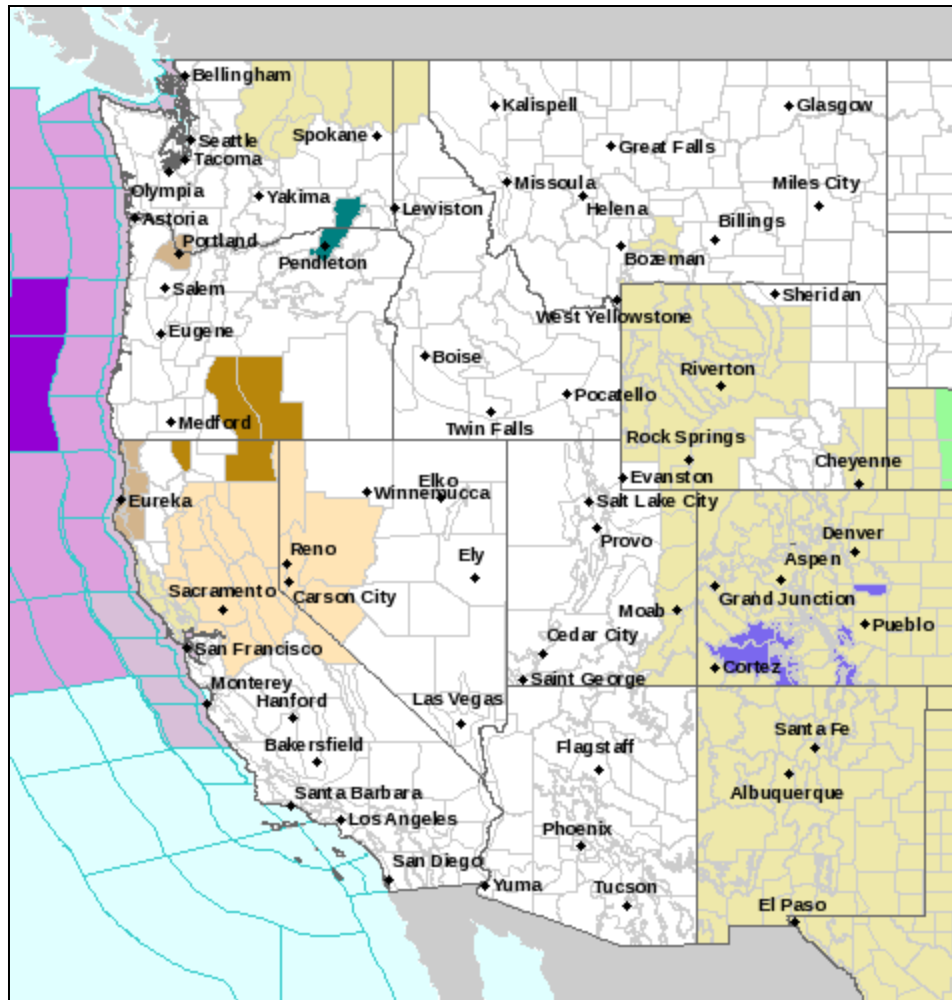 Bellingham
Kalispell
Glasgow
Seattle
Spokane
Great Falls
Tacoma
Olympia
Yakima
Lewiston
Missoula
Helena
Miles City
Astoria
Portland
Pendleton
Bozeman
Billings
Salem
West Yellowstone
Sheridan
Eugene
Boise
Riverton
Pocatello
Medford
Twin Falls
Rock Springs
Cheyenne
Eureka
Winnemucca
Elko
Evanston
Salt Lake City
Reno
Ely
Provo
Denver
Aspen
Sacramento
Carson City
Moab
Grand Junction
Pueblo
San Francisco
Cedar City
Cortez
Monterey
Hanford
Las Vegas
Saint George
Bakersfield
Flagstaff
Santa Fe
Santa Barbara
Albuquerque
Los Angeles
Phoenix
San Diego
Yuma
Tucson
El Paso